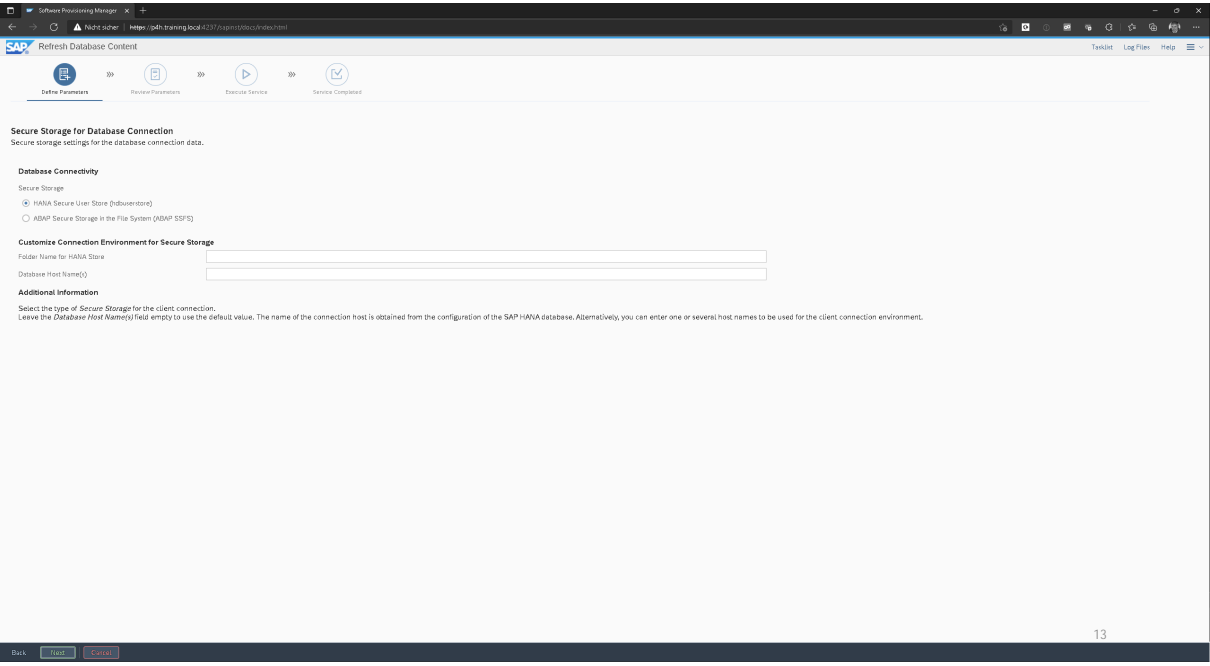 Software Provisioning Manager
Nicht sicher | https://p4h.training.local:4237/sapinst/docs/index.html
SAP Refresh Database Content
Tasklist Log Files Help
Define Parameters Review Parameters Execute Service Service Completed
Secure Storage for Database Connection
Secure storage settings for the database connection data.
Database Connectivity
Secure Storage
HANA Secure User Store (hdbuserstore)
ABAP Secure Storage in the File System (ABAP SSFS)
Customize Connection Environment for Secure Storage
Folder Name for HANA Store
Database Host Name(s)
Additional Information
Select the type of Secure Storage for the client connection.
Leave the Database Host Name(s) field empty to use the default value. The name of the connection host is obtained from the configuration of the SAP HANA database. Alternatively, you can enter one or several host names to be used for the client connection environment.
13
Back Next Cancel